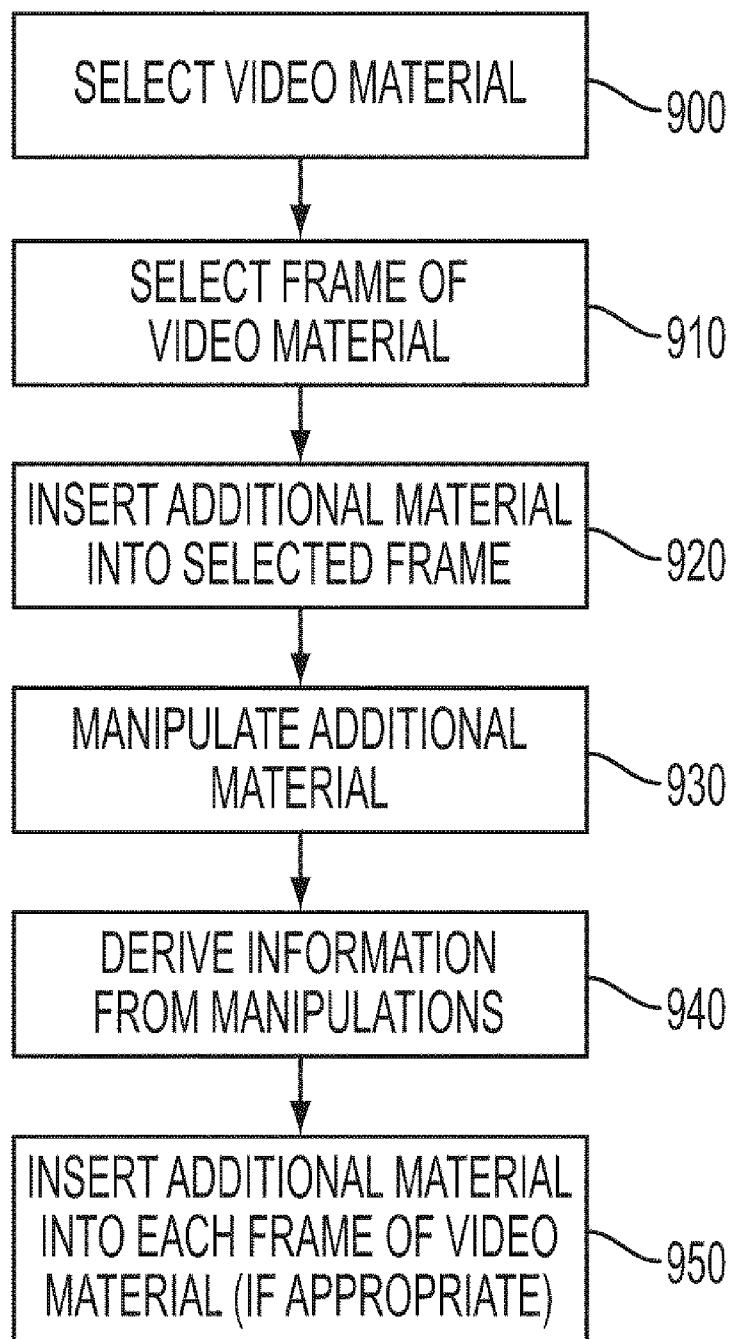 SELECT VIDEO MATERIAL
900
SELECT FRAME OF
VIDEO MATERIAL
910
INSERT ADDITIONAL MATERIAL
INTO SELECTED FRAME
920
MANIPULATE ADDITIONAL
MATERIAL
930
DERIVE INFORMATION
FROM MANIPULATIONS
940
INSERT ADDITIONAL MATERIAL
INTO EACH FRAME OF VIDEO
MATERIAL (IF APPROPRIATE)
950